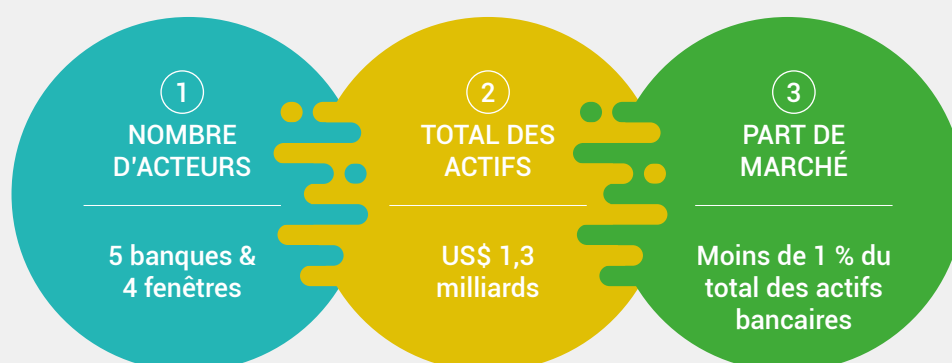 1
NOMBRE
D'ACTEURS
5 banques &
4 fenêtres
2
TOTAL DES
ACTIFS
US$ 1,3
milliards
3
PART DE
MARCHÉ
Moins de 1 % du
total des actifs
bancaires